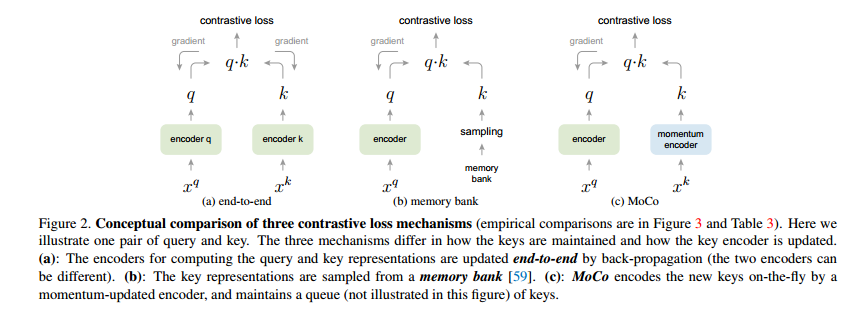 contrastive loss contrastive loss contrastive loss
gradient gradient gradient gradient
q·k q·k q·k
q k q k q k
encoder q encoder k encoder sampling encoder momentum encoder
memory bank
x^q x^k x^q x^q x^k
(a) end-to-end (b) memory bank (c) MoCo
Figure 2. Conceptual comparison of three contrastive loss mechanisms (empirical comparisons are in Figure 3 and Table 3). Here we
illustrate one pair of query and key. The three mechanisms differ in how the keys are maintained and how the key encoder is updated.
(a): The encoders for computing the query and key representations are updated end-to-end by back-propagation (the two encoders can
be different). (b): The key representations are sampled from a memory bank [59]. (c): MoCo encodes the new keys on-the-fly by a
momentum-updated encoder, and maintains a queue (not illustrated in this figure) of keys.